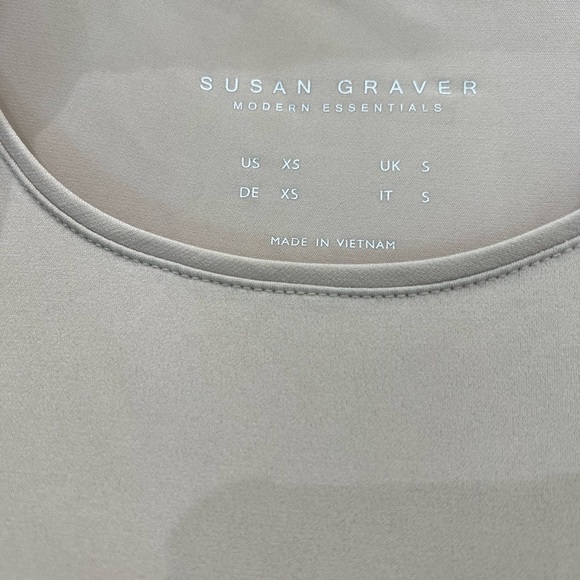 SUSAN GRAVER
MODERN ESSENTIALS
US XS UK S
DE XS IT S
MADE IN VIETNAM